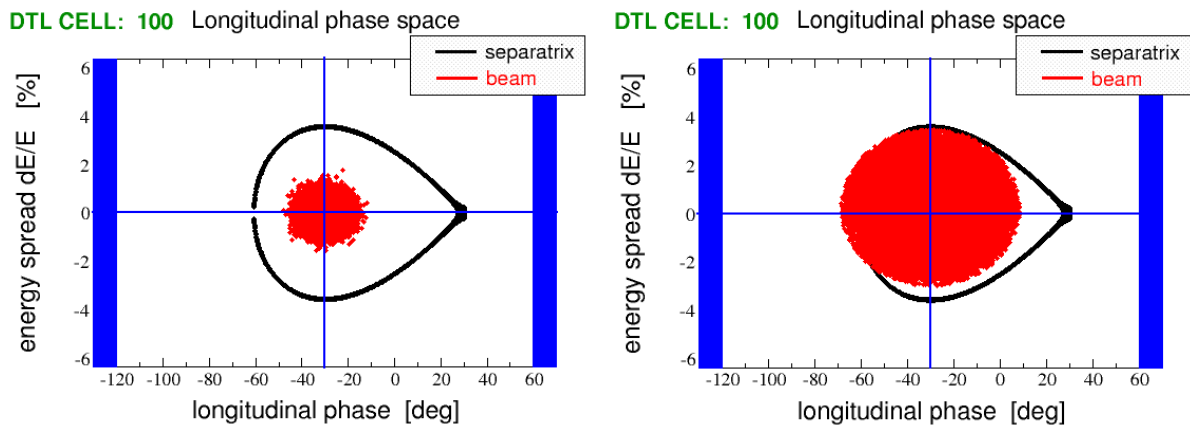 DTL CELL: 100 Longitudinal phase space
separatrix
beam
energy spread dE/E [%]
6
4
2
0
-2
-4
-6
-120 -100 -80 -60 -40 -20 0 20 40 60
longitudinal phase [deg]
DTL CELL: 100 Longitudinal phase space
separatrix
beam
energy spread dE/E [%]
6
4
2
0
-2
-4
-6
-120 -100 -80 -60 -40 -20 0 20 40 60
longitudinal phase [deg]